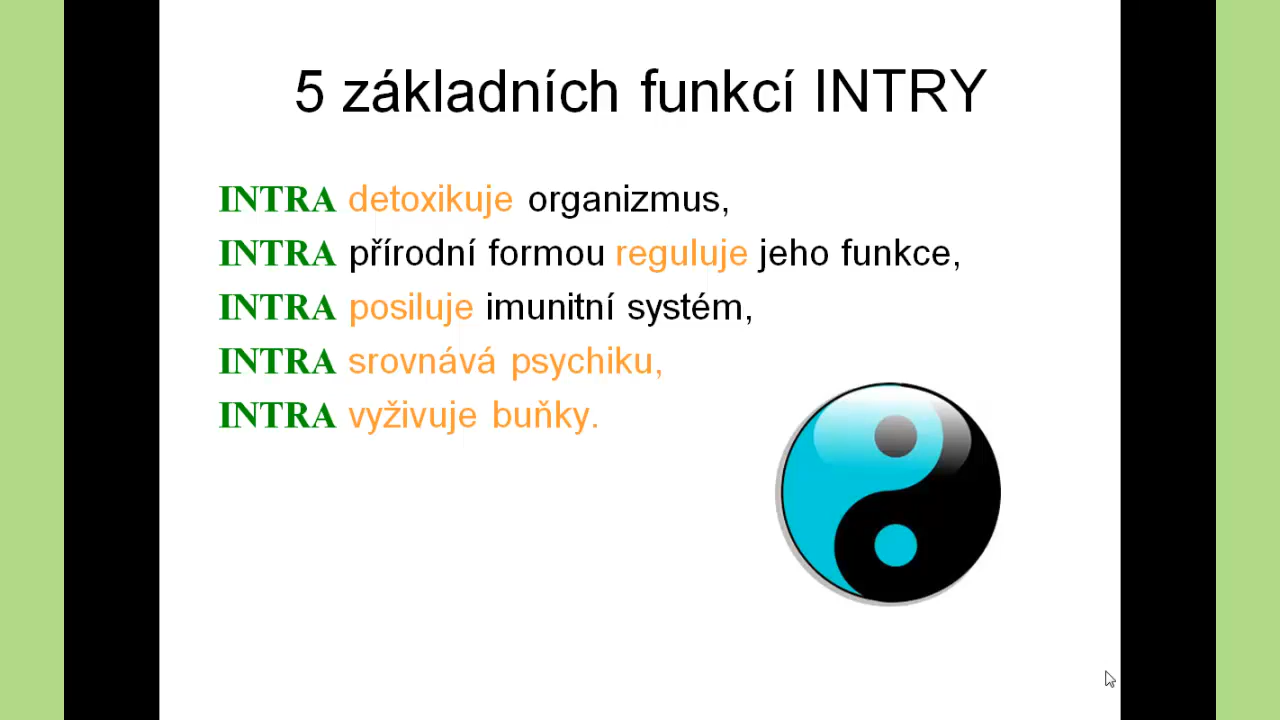 5 základních funkcí INTRY
INTRA detoxikuje organizmus,
INTRA přírodní formou reguluje jeho funkce,
INTRA posiluje imunitní systém,
INTRA srovnává psychiku,
INTRA vyživuje buňky.